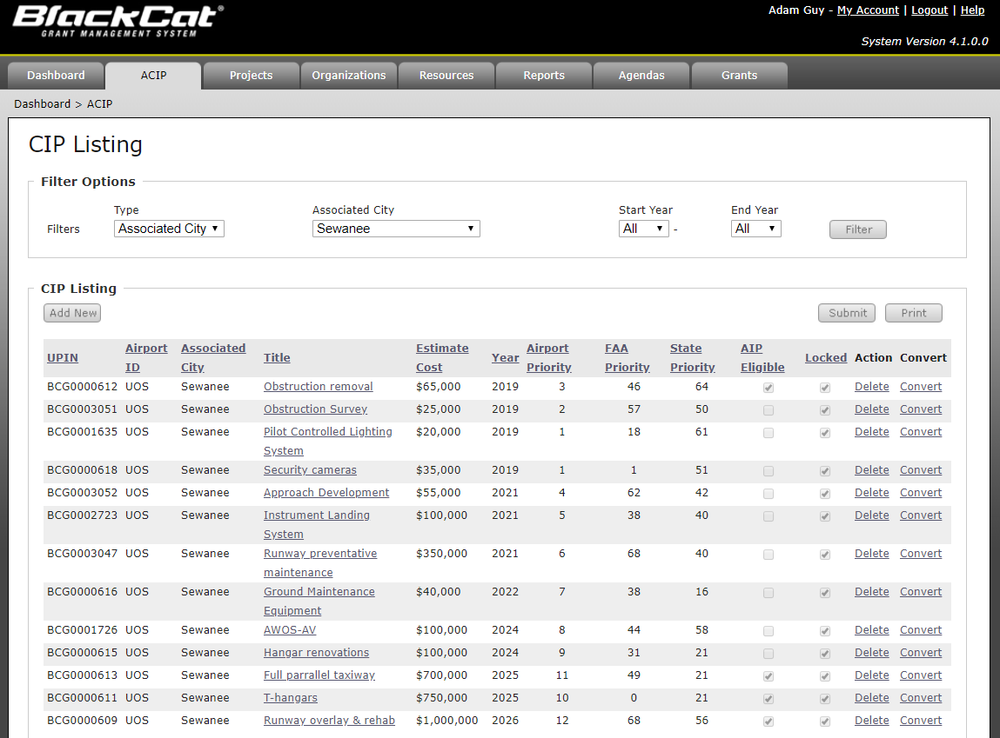 BlackCat®
GRANT MANAGEMENT SYSTEM
Adam Guy - My Account | Logout | Help
System Version 4.1.0.0
Dashboard ACIP Projects Organizations Resources Reports Agendas Grants
Dashboard > ACIP
CIP Listing
Filter Options
Type Associated City Start Year End Year
Filters Associated City Sewanee All - All Filter
CIP Listing
Add New Submit Print
UPIN Airport ID Associated City Title Estimate Cost Year Airport Priority FAA Priority State Priority AIP Eligible Locked Action Convert
BCG0000612 UOS Sewanee Obstruction removal $65,000 2019 3 46 64 Delete Convert
BCG0003051 UOS Sewanee Obstruction Survey $25,000 2019 2 57 50 Delete Convert
BCG0001635 UOS Sewanee Pilot Controlled Lighting System $20,000 2019 1 18 61 Delete Convert
BCG0000618 UOS Sewanee Security cameras $35,000 2019 1 1 51 Delete Convert
BCG0003052 UOS Sewanee Approach Development $55,000 2021 4 62 42 Delete Convert
BCG0002723 UOS Sewanee Instrument Landing System $100,000 2021 5 38 40 Delete Convert
BCG0003047 UOS Sewanee Runway preventative maintenance $350,000 2021 6 68 40 Delete Convert
BCG0000616 UOS Sewanee Ground Maintenance Equipment $40,000 2022 7 38 16 Delete Convert
BCG0001726 UOS Sewanee AWOS-AV $100,000 2024 8 44 58 Delete Convert
BCG0000615 UOS Sewanee Hangar renovations $100,000 2024 9 31 21 Delete Convert
BCG0000613 UOS Sewanee Full parrallel taxiway $700,000 2025 11 49 21 Delete Convert
BCG0000611 UOS Sewanee T-hangars $750,000 2025 10 0 21 Delete Convert
BCG0000609 UOS Sewanee Runway overlay & rehab $1,000,000 2026 12 68 56 Delete Convert